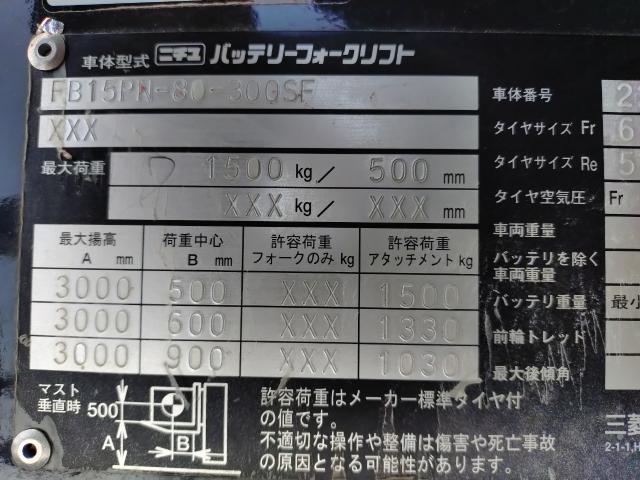 車体型式 ニチユ バッテリーフォークリフト
FB15PN-80-300SF
XXX
最大荷重 1500 kg / 500 mm
XXX kg / XXX mm
最大揚高 A mm 荷重中心 B mm 許容荷重 フォークのみ kg 許容荷重 アタッチメント kg
3000 500 XXX 1500
3000 600 XXX 1330
3000 900 XXX 1030
マスト垂直時 500 A B
許容荷重はメーカー標準タイヤ付
の値です。
不適切な操作や整備は傷害や死亡事故
の原因となる可能性があります。
車体番号 2
タイヤサイズ Fr 6
タイヤサイズ Re 5
タイヤ空気圧 Fr
車両重量
バッテリを除く
車両重量
バッテリ重量 最小
前輪トレッド
最大後傾角
三菱
2-1-1,H